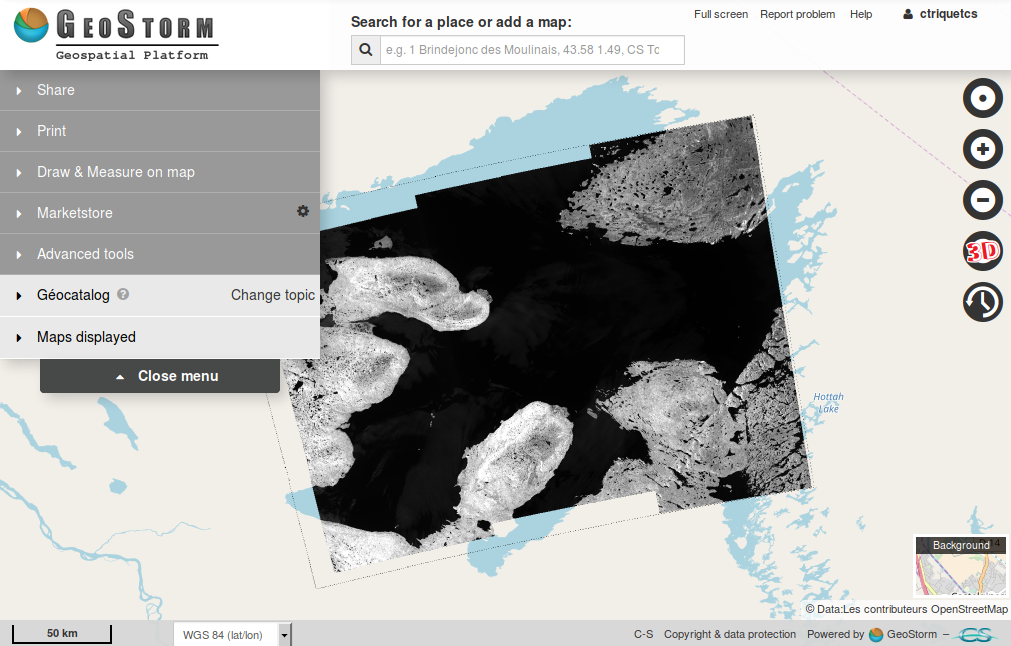 GeoStorm
Geospatial Platform
Search for a place or add a map:
e.g. 1 Brindejonc des Moulinais, 43.58 1.49, CS To
Full screen Report problem Help ctriquetcs
Share
Print
Draw & Measure on map
Marketstore
Advanced tools
Géocatalog ? Change topic
Maps displayed
Close menu
3D
Hottah
Lake
Background
© Data:Les contributeurs OpenStreetMap
50 km
WGS 84 (lat/lon)
C-S Copyright & data protection Powered by GeoStorm – CS